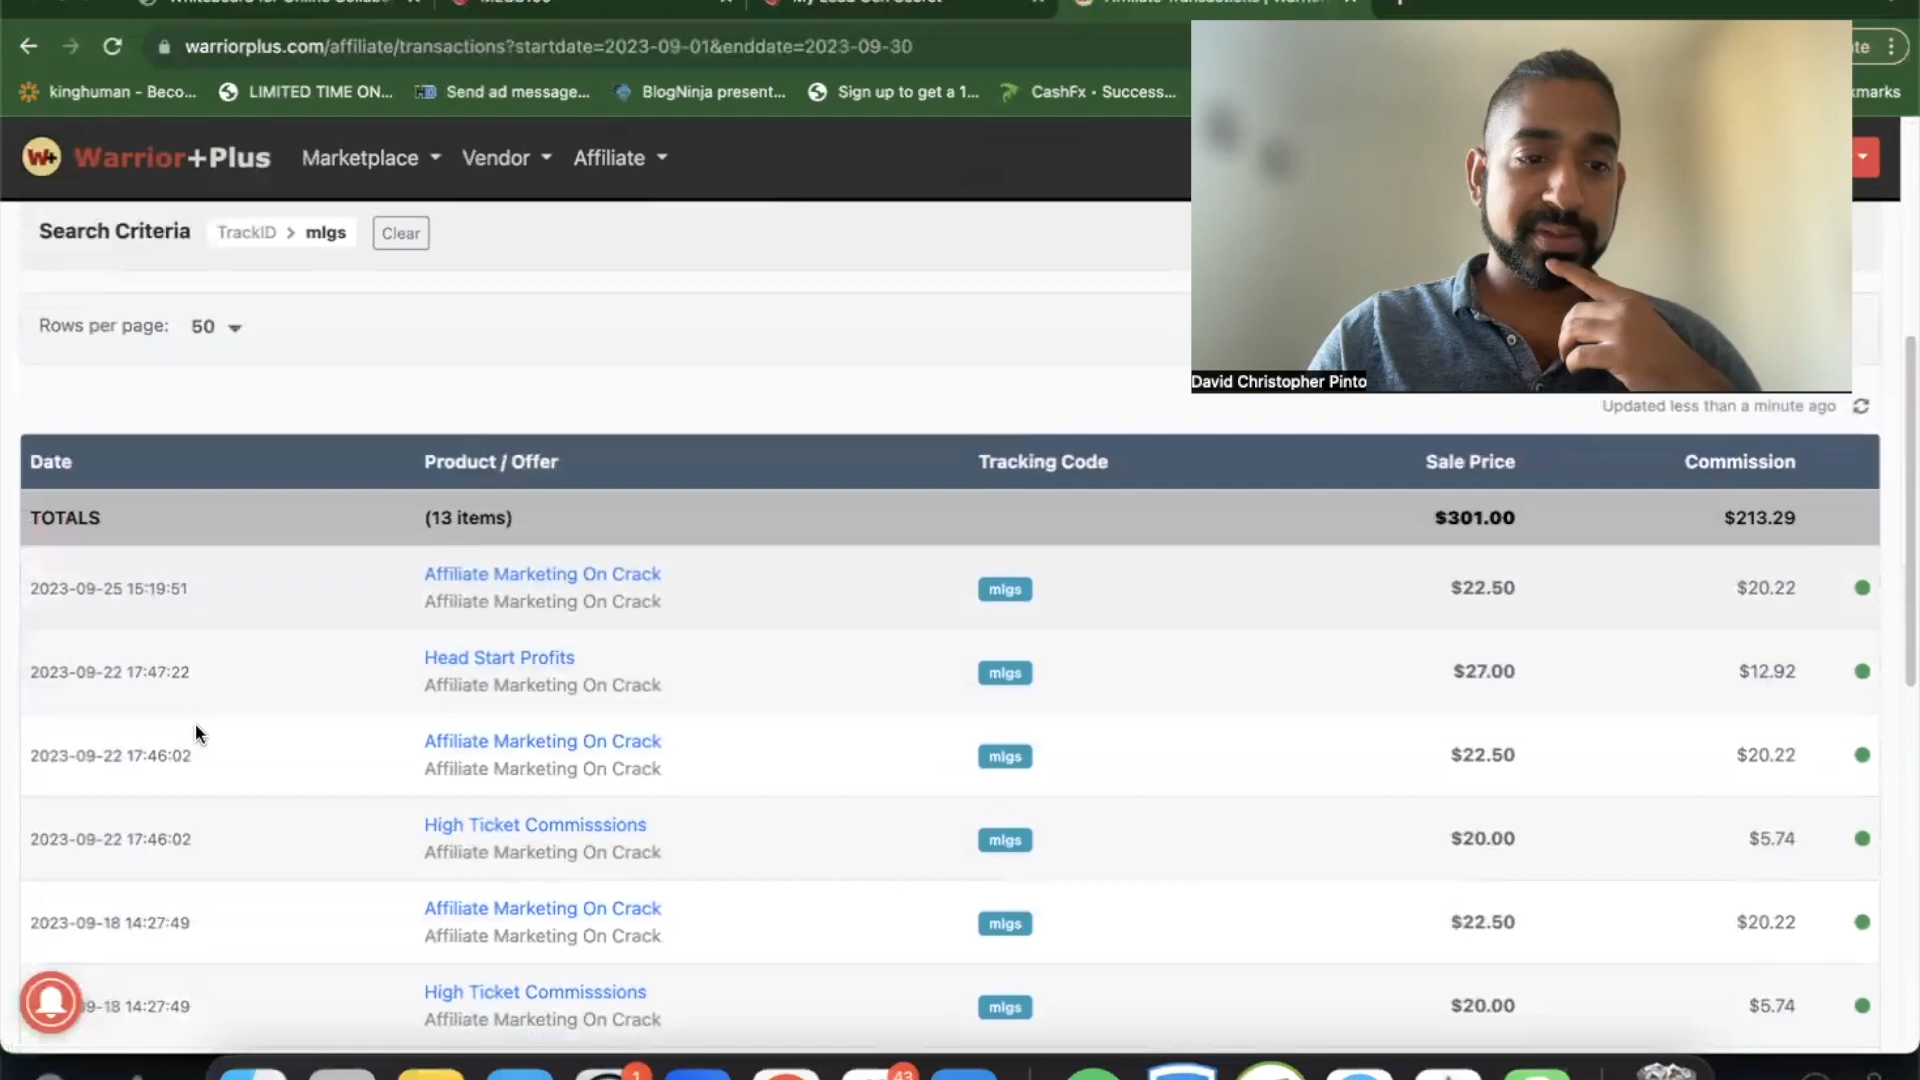 warriorplus.com/affiliate/transactions?startdate=2023-09-01&enddate=2023-09-30
kinghuman - Beco... LIMITED TIME ON... Send ad message... BlogNinja present... Sign up to get a 1... CashFx • Success...
W+ Warrior+Plus Marketplace Vendor Affiliate
Search Criteria TrackID > mlgs Clear
Rows per page: 50
David Christopher Pinto
Updated less than a minute ago
Date Product / Offer Tracking Code Sale Price Commission
TOTALS (13 items) $301.00 $213.29
2023-09-25 15:19:51 Affiliate Marketing On Crack mlgs $22.50 $20.22
Affiliate Marketing On Crack
2023-09-22 17:47:22 Head Start Profits mlgs $27.00 $12.92
Affiliate Marketing On Crack
2023-09-22 17:46:02 Affiliate Marketing On Crack mlgs $22.50 $20.22
Affiliate Marketing On Crack
2023-09-22 17:46:02 High Ticket Commisssions mlgs $20.00 $5.74
Affiliate Marketing On Crack
2023-09-18 14:27:49 Affiliate Marketing On Crack mlgs $22.50 $20.22
Affiliate Marketing On Crack
09-18 14:27:49 High Ticket Commisssions mlgs $20.00 $5.74
Affiliate Marketing On Crack
1 43